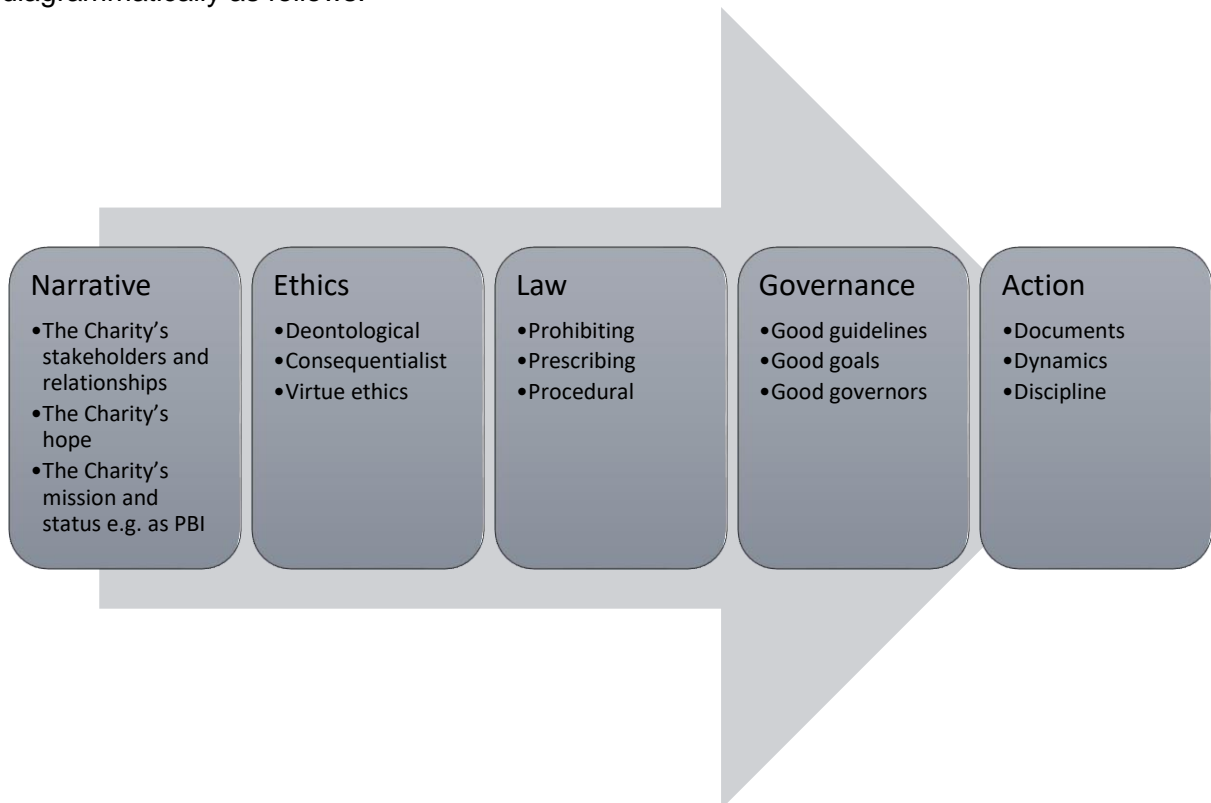 diagrammatically as follows:
Narrative
•The Charity's
stakeholders and
relationships
•The Charity's
hope
•The Charity's
mission and
status e.g. as PBI
Ethics
•Deontological
•Consequentialist
•Virtue ethics
Law
•Prohibiting
•Prescribing
•Procedural
Governance
•Good guidelines
•Good goals
•Good governors
Action
•Documents
•Dynamics
•Discipline